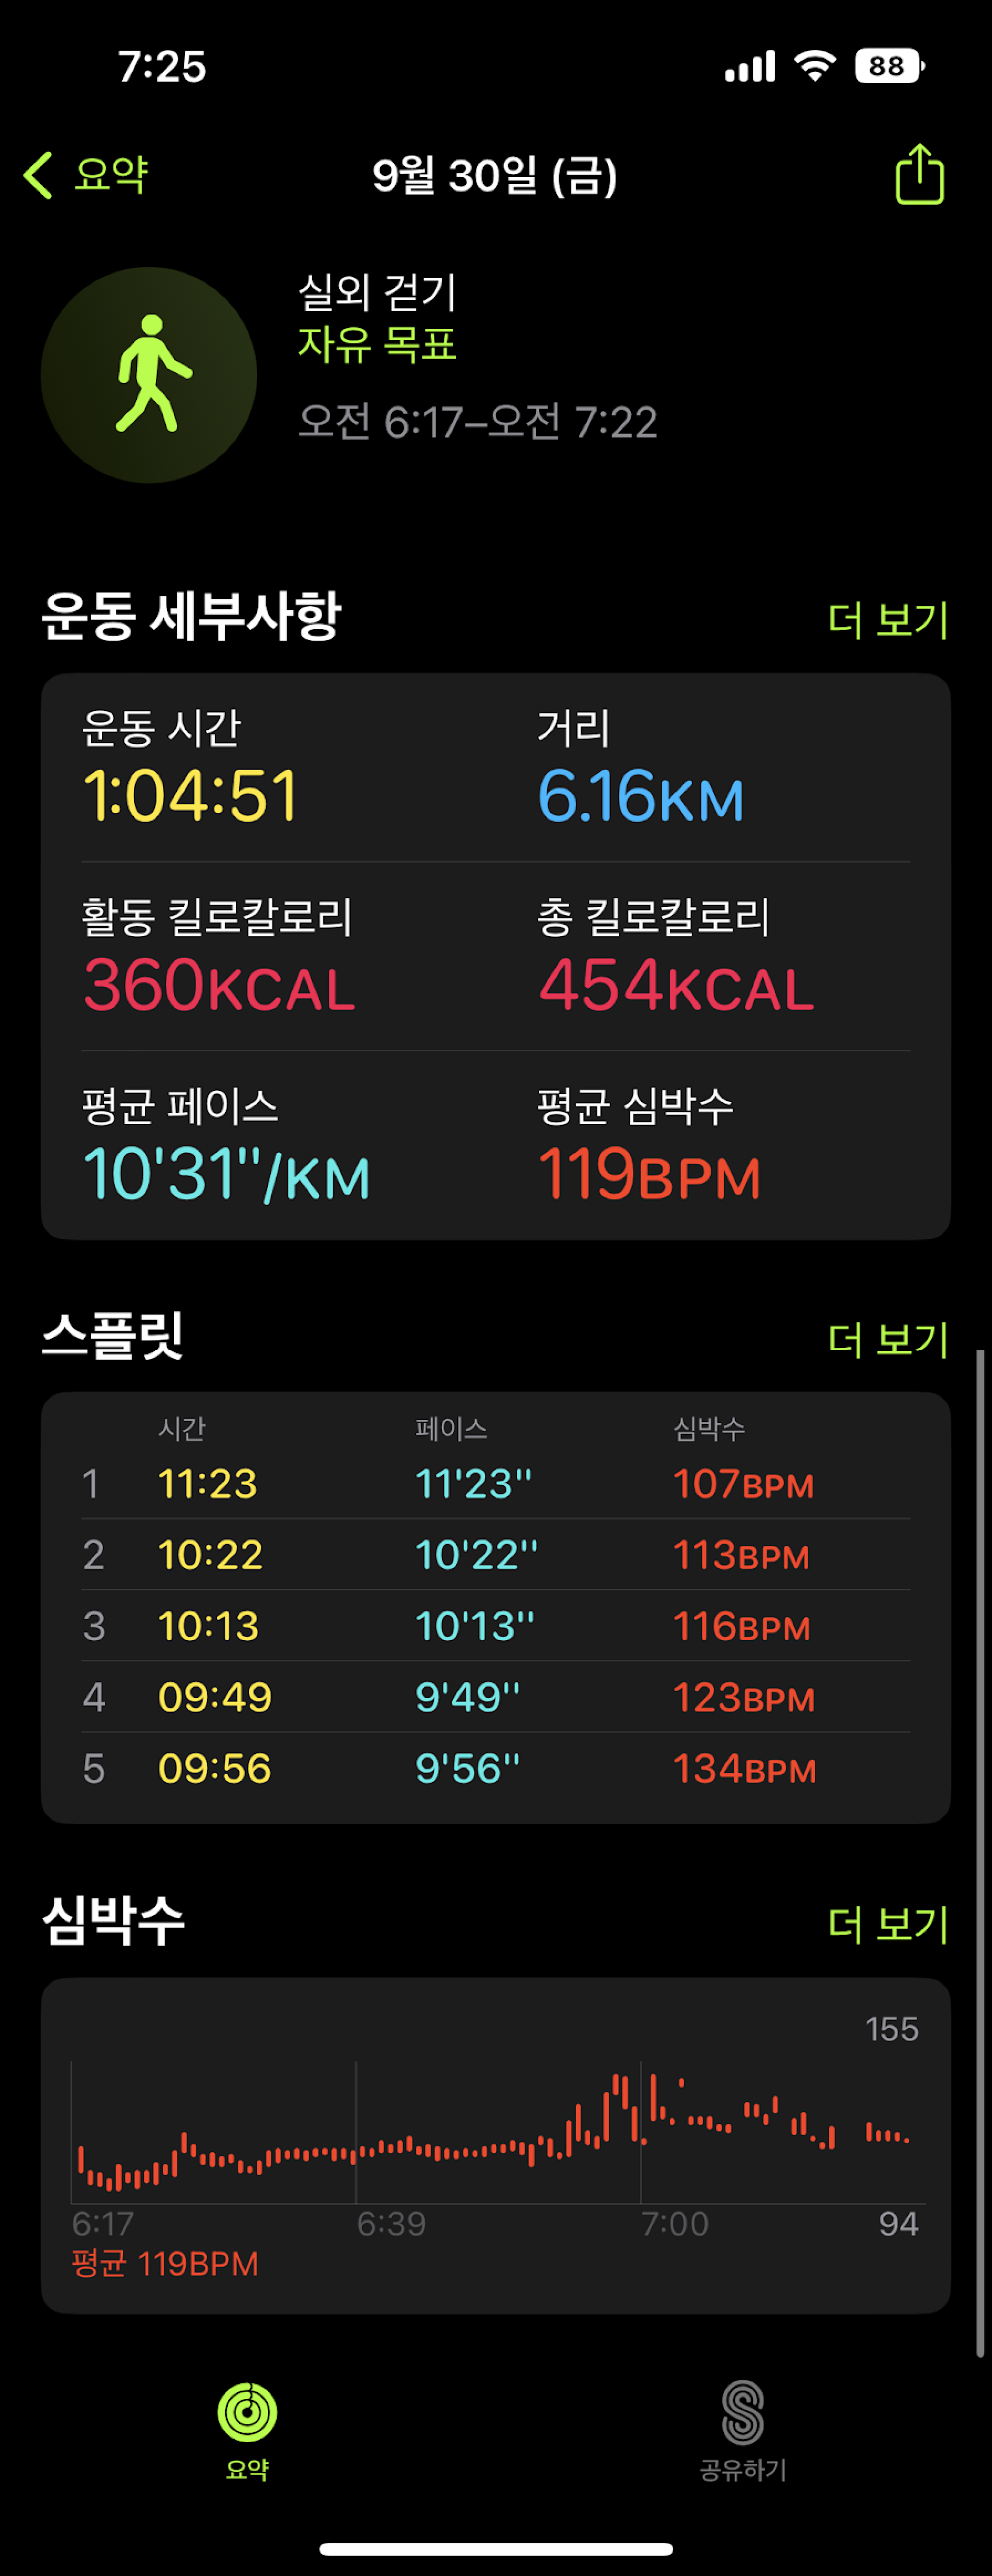 7:25
88
요약
9월 30일 (금)
실외 걷기
자유 목표
오전 6:17–오전 7:22
운동 세부사항 더 보기
운동 시간 거리
1:04:51 6.16KM
활동 킬로칼로리 총 킬로칼로리
360KCAL 454KCAL
평균 페이스 평균 심박수
10'31"/KM 119BPM
스플릿 더 보기
시간 페이스 심박수
1 11:23 11'23" 107BPM
2 10:22 10'22" 113BPM
3 10:13 10'13" 116BPM
4 09:49 9'49" 123BPM
5 09:56 9'56" 134BPM
심박수 더 보기
155
6:17 6:39 7:00 94
평균 119BPM
요약 공유하기